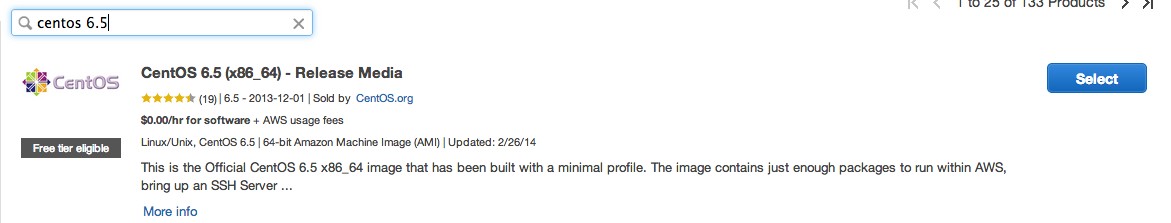 1 to 25 of 133 Products
centos 6.5
CentOS
CentOS 6.5 (x86_64) - Release Media
Select
(19) | 6.5 - 2013-12-01 | Sold by CentOS.org
$0.00/hr for software + AWS usage fees
Free tier eligible
Linux/Unix, CentOS 6.5 | 64-bit Amazon Machine Image (AMI) | Updated: 2/26/14
This is the Official CentOS 6.5 x86_64 image that has been built with a minimal profile. The image contains just enough packages to run within AWS,
bring up an SSH Server ...
More info